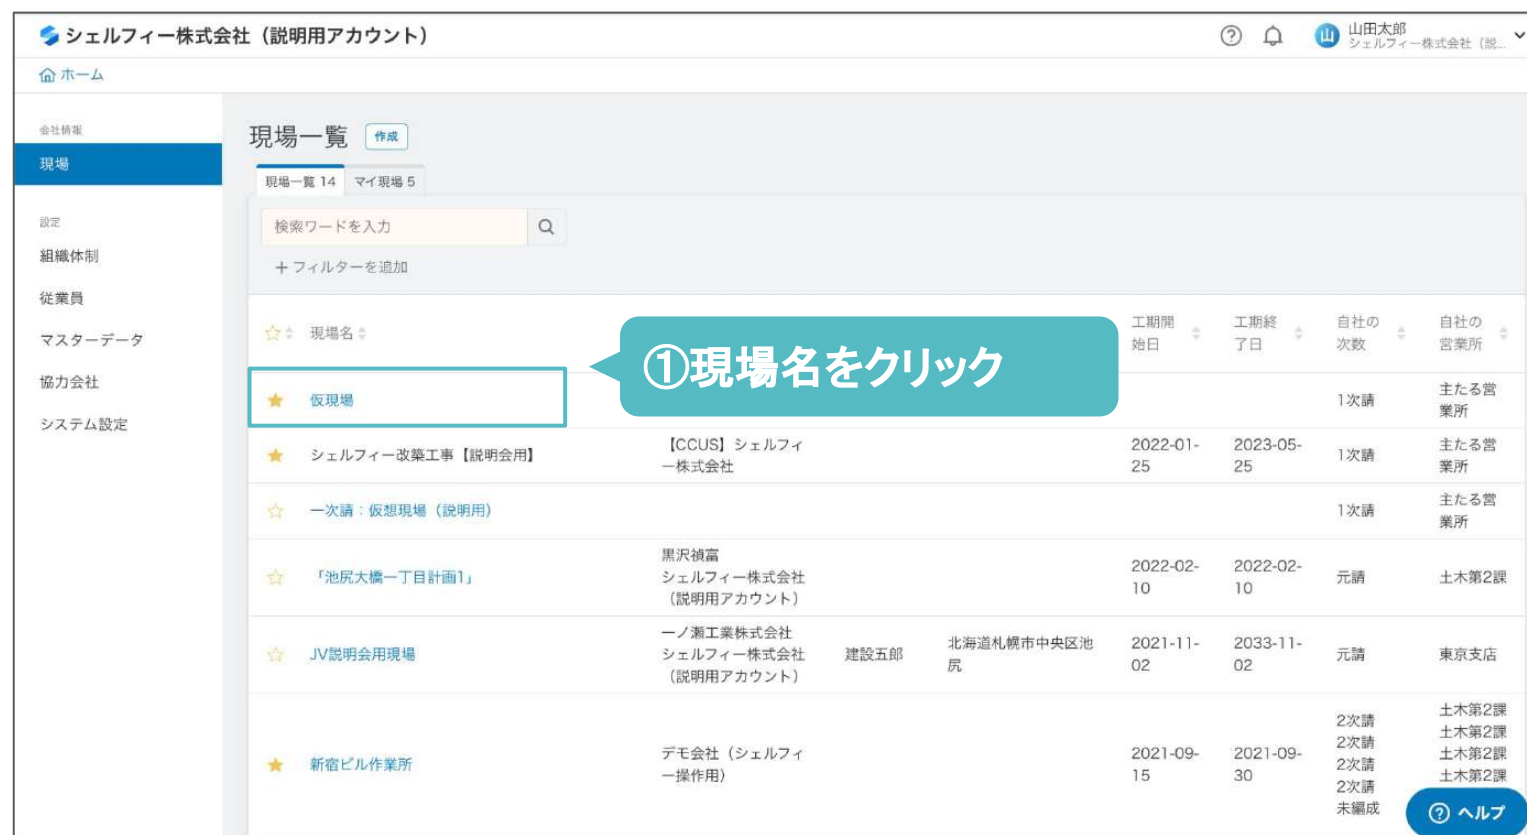 シェルフィー株式会社（説明用アカウント）
山田太郎
シェルフィー株式会社（説...
ホーム
会社情報
現場
設定
組織体制
従業員
マスターデータ
協力会社
システム設定
現場一覧 作成
現場一覧 14 マイ現場 5
検索ワードを入力
＋フィルターを追加
現場名
工期開
始日
工期終
了日
自社の
次数
自社の
営業所
①現場名をクリック
仮現場
1次請
主たる営
業所
シェルフィー改築工事【説明会用】
【CCUS】シェルフィ
ー株式会社
2022-01-
25
2023-05-
25
1次請
主たる営
業所
一次請：仮想現場（説明用）
1次請
主たる営
業所
「池尻大橋一丁目計画1」
黒沢禎富
シェルフィー株式会社
（説明用アカウント）
2022-02-
10
2022-02-
10
元請
土木第2課
JV説明会用現場
一ノ瀬工業株式会社
シェルフィー株式会社
（説明用アカウント）
建設五郎
北海道札幌市中央区池
尻
2021-11-
02
2033-11-
02
元請
東京支店
新宿ビル作業所
デモ会社（シェルフィ
ー操作用）
2021-09-
15
2021-09-
30
2次請
2次請
2次請
2次請
未編成
土木第2課
土木第2課
土木第2課
土木第2課
ヘルプ